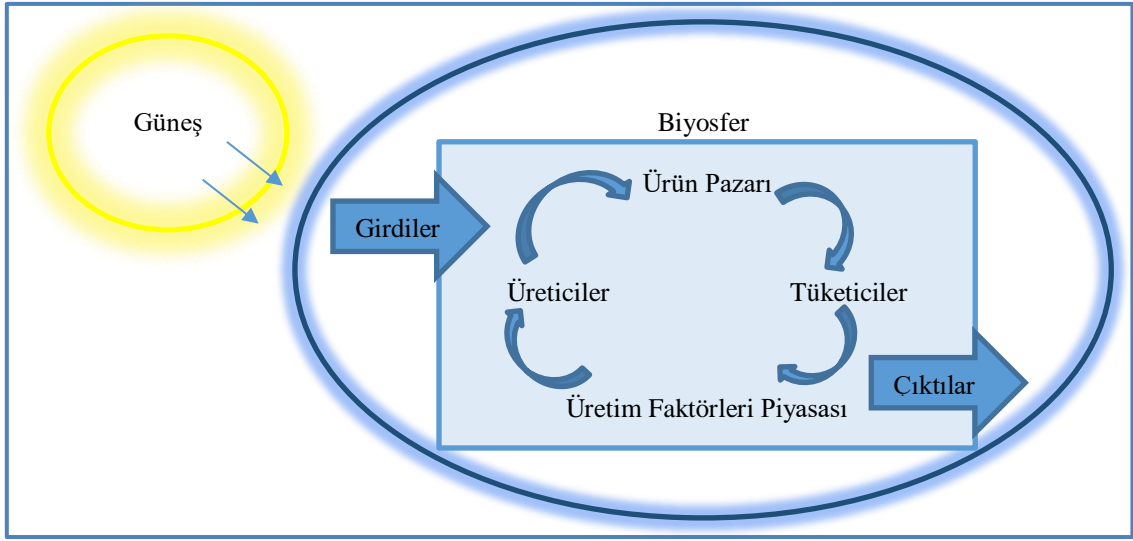 Güneş
Biyosfer
Ürün Pazarı
Girdiler
Üreticiler
Tüketiciler
Çıktılar
Üretim Faktörleri Piyasası